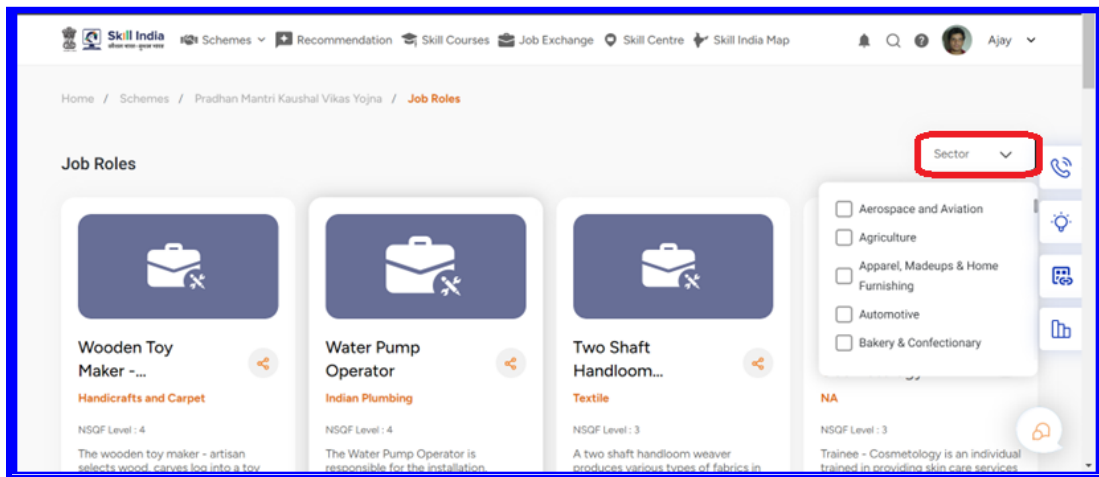 Skill India
कौशल भारत - कुशल भारत
Schemes
Recommendation
Skill Courses
Job Exchange
Skill Centre
Skill India Map
Ajay
Home / Schemes / Pradhan Mantri Kaushal Vikas Yojna / Job Roles
Job Roles
Sector
Aerospace and Aviation
Agriculture
Apparel, Madeups & Home
Furnishing
Automotive
Bakery & Confectionary
Wooden Toy
Maker -...
Handicrafts and Carpet
NSQF Level : 4
The wooden toy maker - artisan
selects wood, carves log into a toy
Water Pump
Operator
Indian Plumbing
NSQF Level : 4
The Water Pump Operator is
responsible for the installation,
Two Shaft
Handloom...
Textile
NSQF Level : 3
A two shaft handloom weaver
produces various types of fabrics in
NA
NSQF Level : 3
Trainee - Cosmetology is an individual
trained in providing skin care services